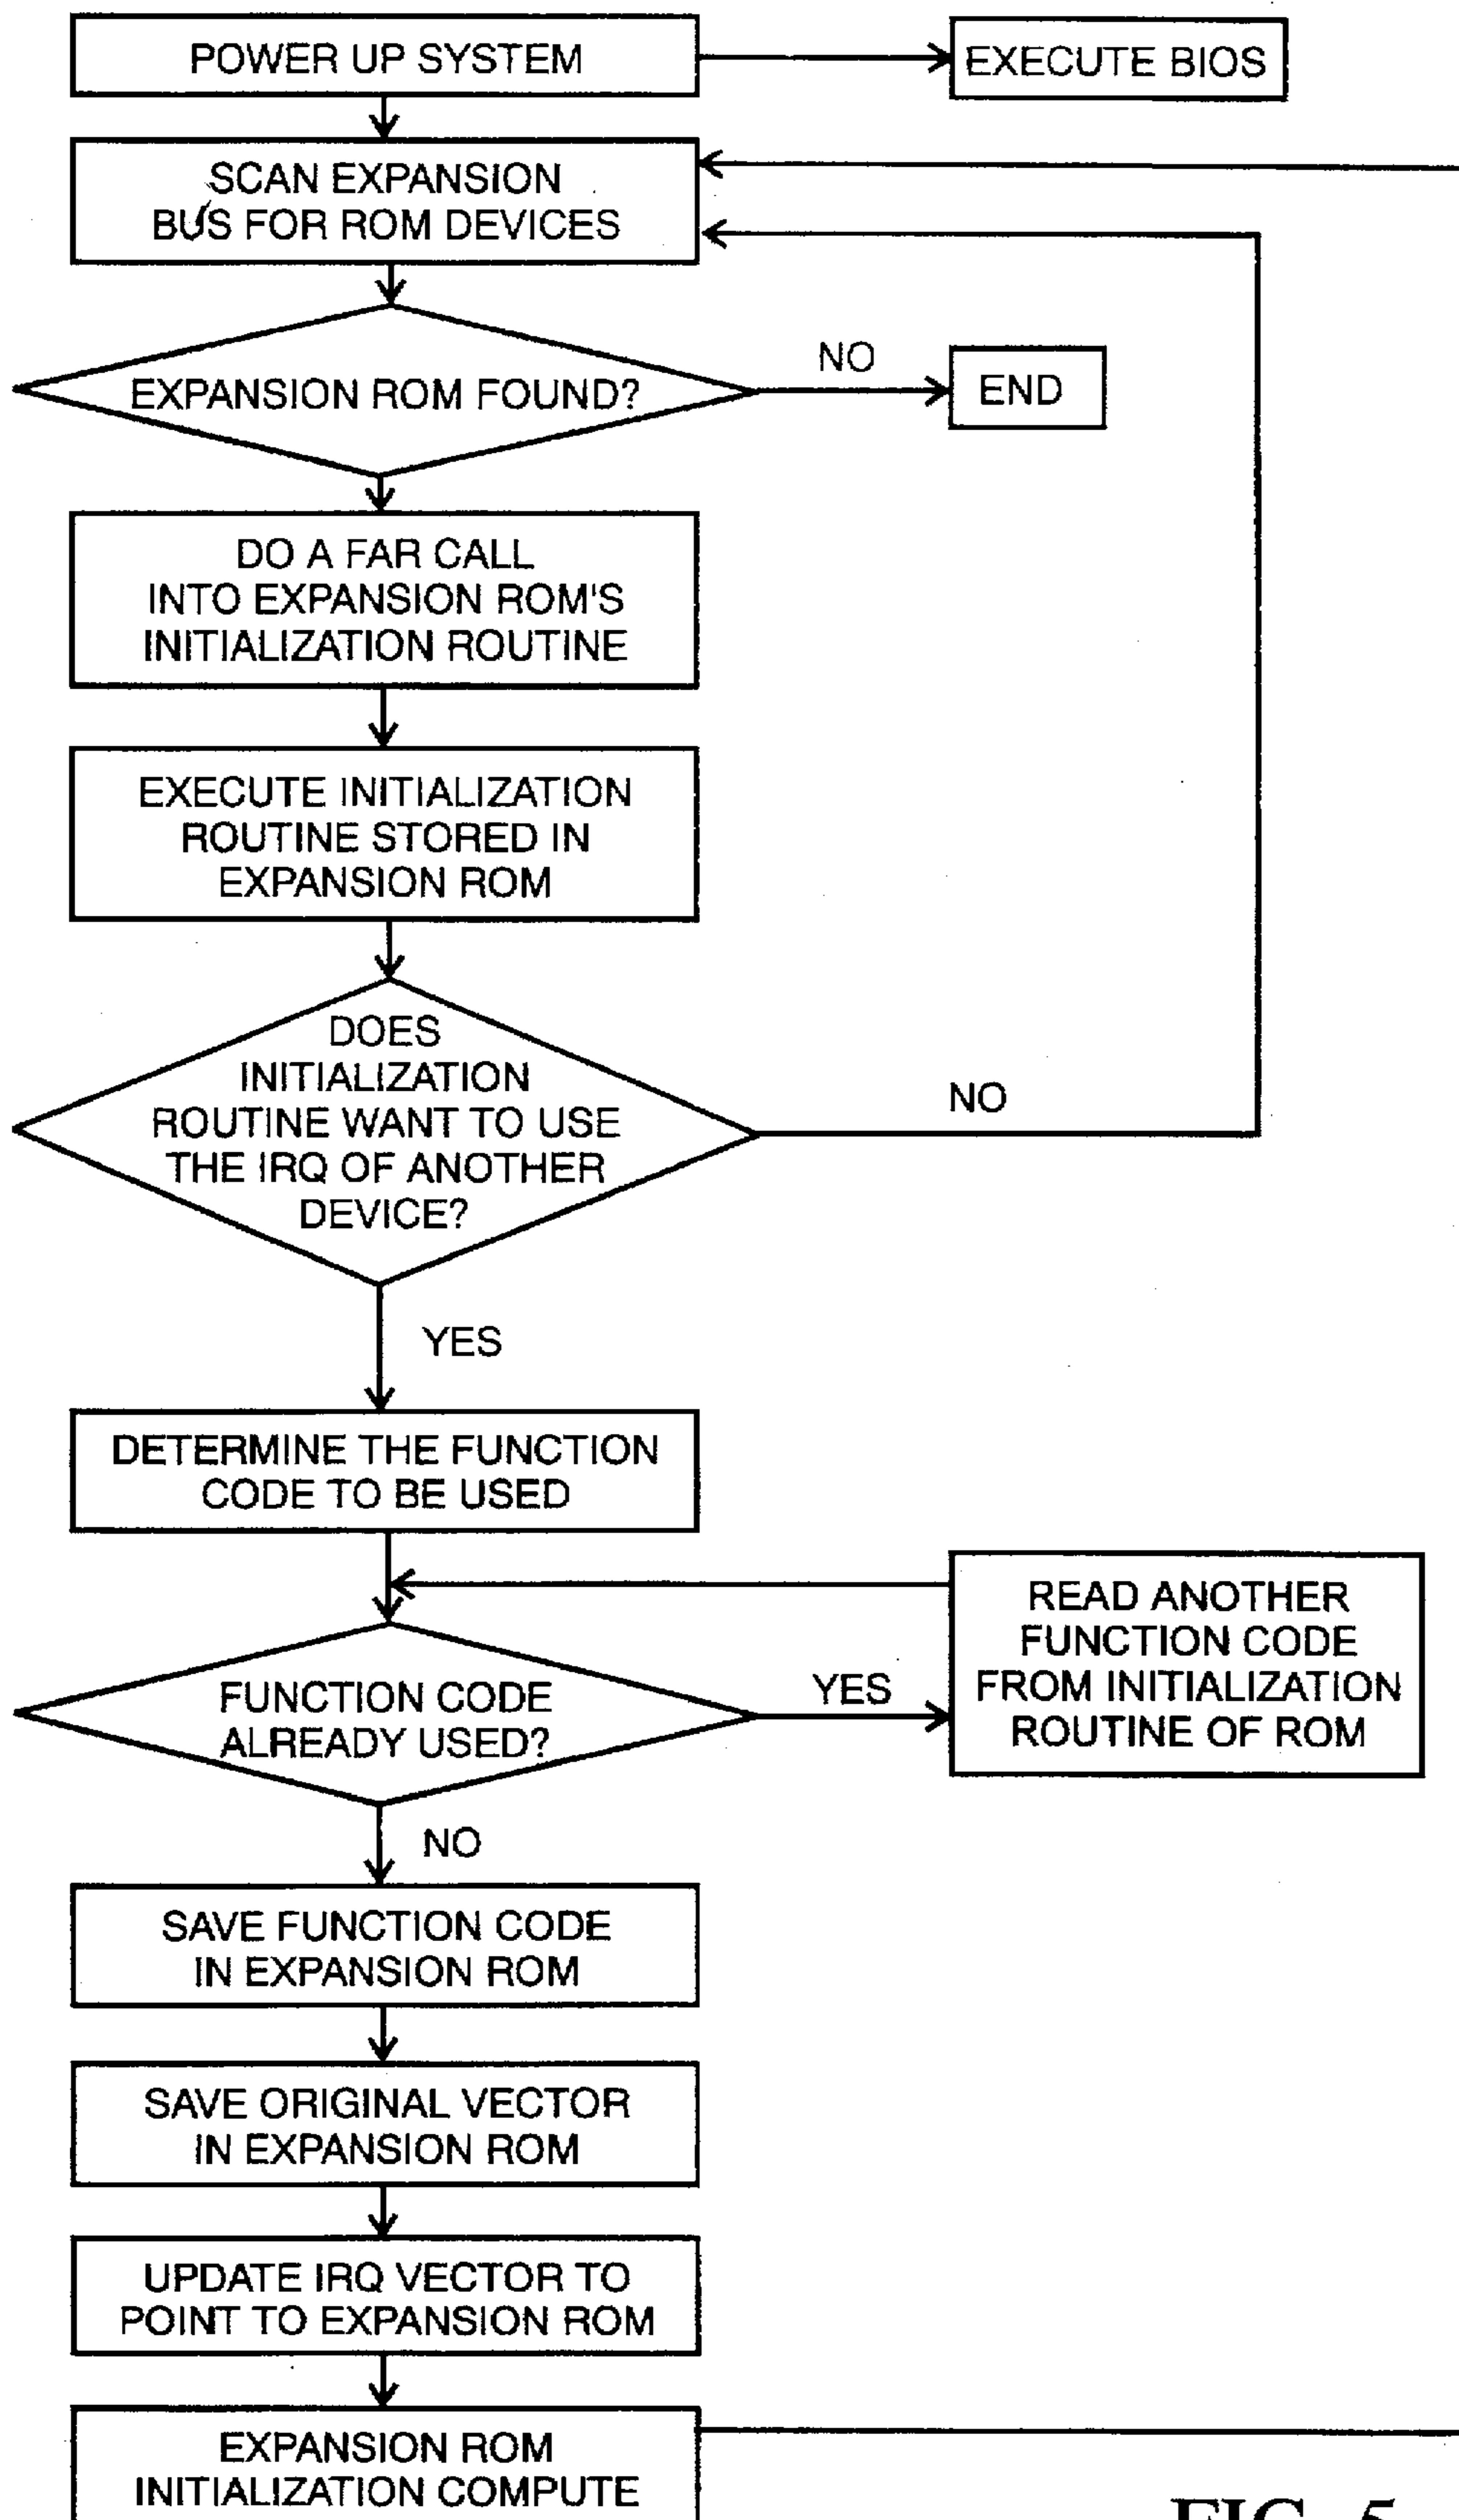 POWER UP SYSTEM
EXECUTE BIOS
SCAN EXPANSION
BUS FOR ROM DEVICES
EXPANSION ROM FOUND?
NO
END
DO A FAR CALL
INTO EXPANSION ROM'S
INITIALIZATION ROUTINE
EXECUTE INITIALIZATION
ROUTINE STORED IN
EXPANSION ROM
DOES
INITIALIZATION
ROUTINE WANT TO USE
THE IRQ OF ANOTHER
DEVICE?
NO
YES
DETERMINE THE FUNCTION
CODE TO BE USED
FUNCTION CODE
ALREADY USED?
YES
READ ANOTHER
FUNCTION CODE
FROM INITIALIZATION
ROUTINE OF ROM
NO
SAVE FUNCTION CODE
IN EXPANSION ROM
SAVE ORIGINAL VECTOR
IN EXPANSION ROM
UPDATE IRQ VECTOR TO
POINT TO EXPANSION ROM
EXPANSION ROM
INITIALIZATION COMPUTE
FIG. 5